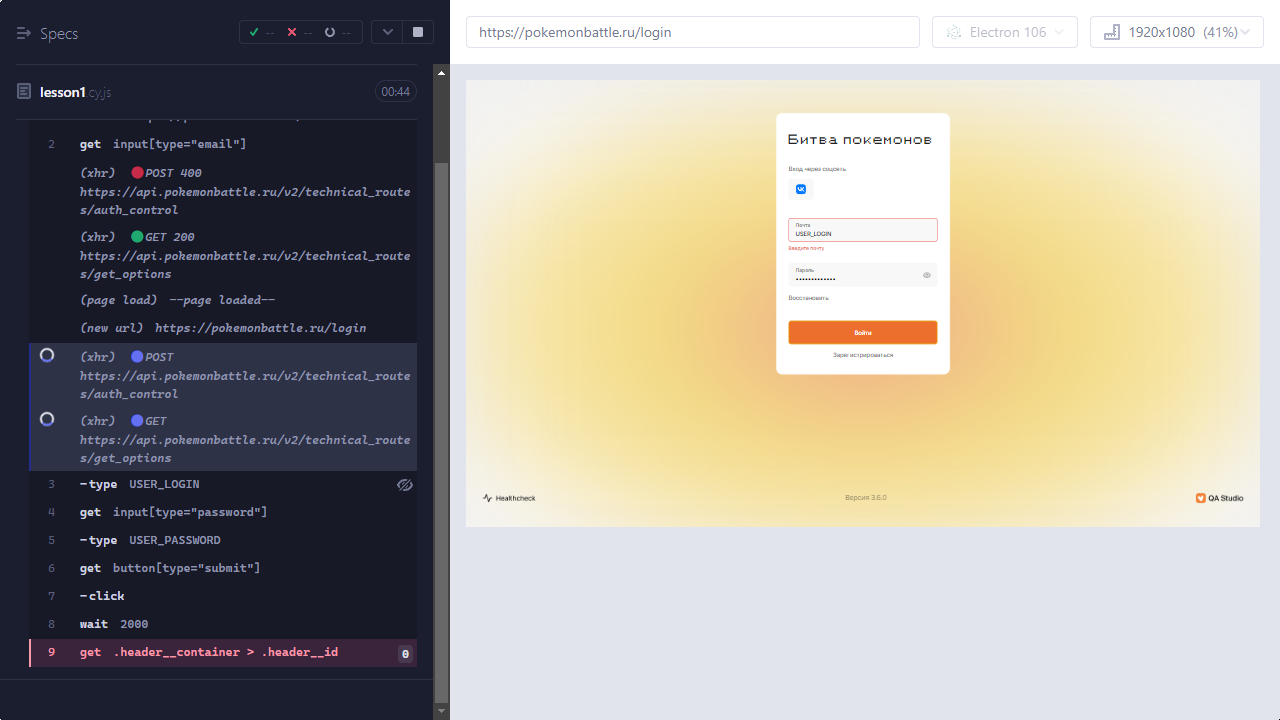 Specs
-- -- --
lesson1.cy.js
00:44
2 get input[type="email"]
(xhr) POST 400
https://api.pokemonbattle.ru/v2/technical_route
s/auth_control
(xhr) GET 200
https://api.pokemonbattle.ru/v2/technical_route
s/get_options
(page load) --page loaded--
(new url) https://pokemonbattle.ru/login
(xhr) POST
https://api.pokemonbattle.ru/v2/technical_route
s/auth_control
(xhr) GET
https://api.pokemonbattle.ru/v2/technical_route
s/get_options
3 -type USER_LOGIN
4 get input[type="password"]
5 -type USER_PASSWORD
6 get button[type="submit"]
7 -click
8 wait 2000
9 get .header__container > .header__id 0
https://pokemonbattle.ru/login
Electron 106
1920x1080 (41%)
Битва покемонов
Вход через соцсеть
Почта
USER_LOGIN
Введите почту
Пароль
•••••••••••••
Восстановить
Войти
Зарегистрироваться
Healthcheck
Версия 3.6.0
QA Studio